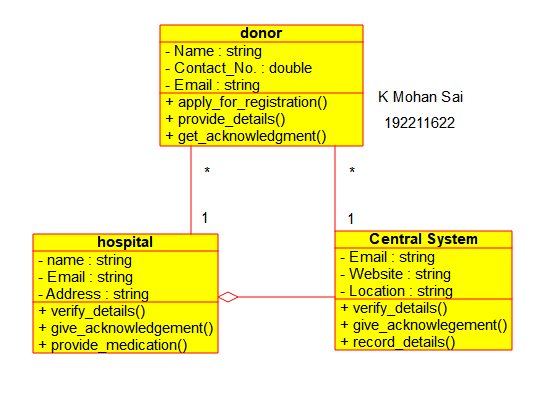 donor
- Name : string
- Contact_No. : double
- Email : string
+ apply_for_registration()
+ provide_details()
+ get_acknowledgment()
K Mohan Sai
192211622
*
*
1
1
hospital
- name : string
- Email : string
- Address : string
+ verify_details()
+ give_acknowledgement()
+ provide_medication()
Central System
- Email : string
- Website : string
- Location : string
+ verify_details()
+ give_acknowlegement()
+ record_details()